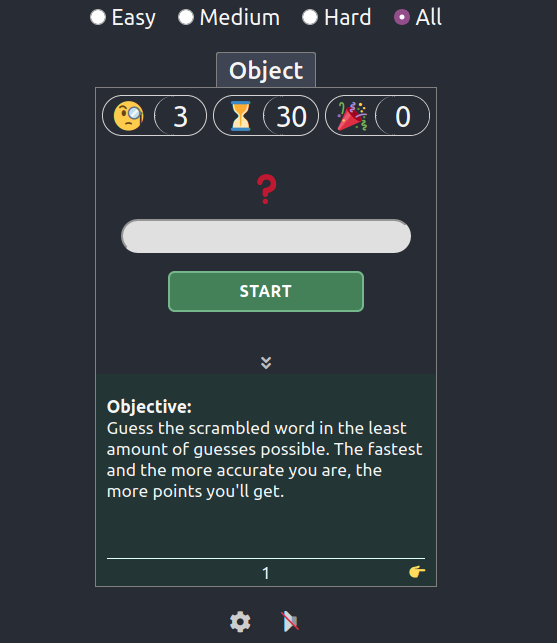 Easy Medium Hard All
Object
3 30 0
?
START
Objective:
Guess the scrambled word in the least
amount of guesses possible. The fastest
and the more accurate you are, the
more points you'll get.
1